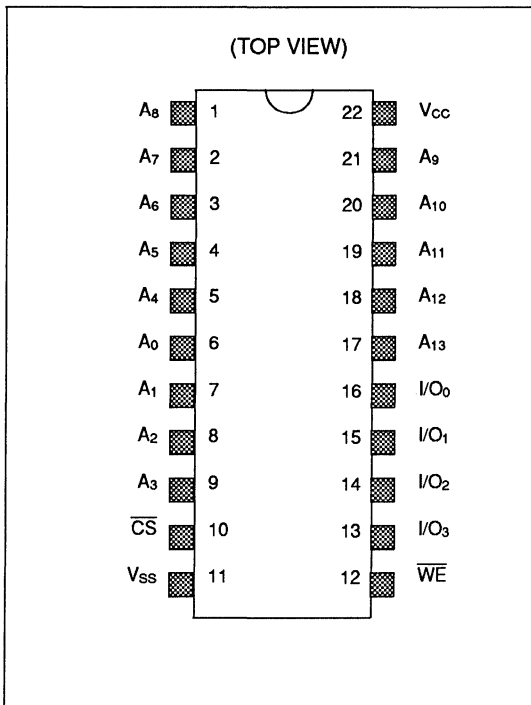 (TOP VIEW)
A8 1 22 VCC
A7 2 21 A9
A6 3 20 A10
A5 4 19 A11
A4 5 18 A12
A0 6 17 A13
A1 7 16 I/O0
A2 8 15 I/O1
A3 9 14 I/O2
C̅S̅ 10 13 I/O3
VSS 11 12 W̅E̅